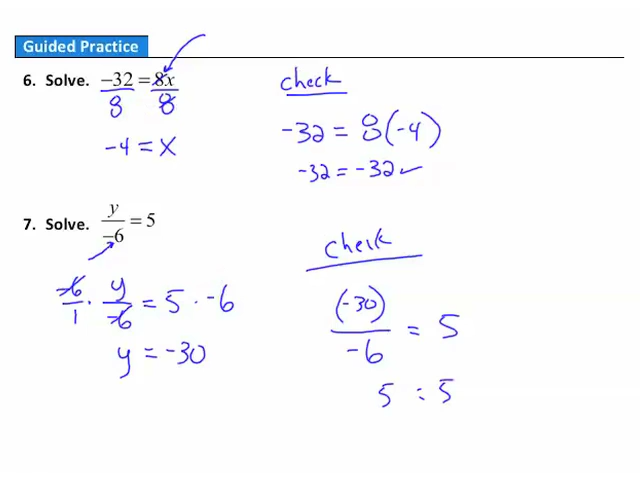 Guided Practice
6. Solve. −32 = 8x
8 8
-4 = x
check
-32 = 8(-4)
-32 = -32 ✓
7. Solve. y/−6 = 5
-6/1 · y/-6 = 5 · -6
y = -30
check
(-30)/-6 = 5
5 = 5